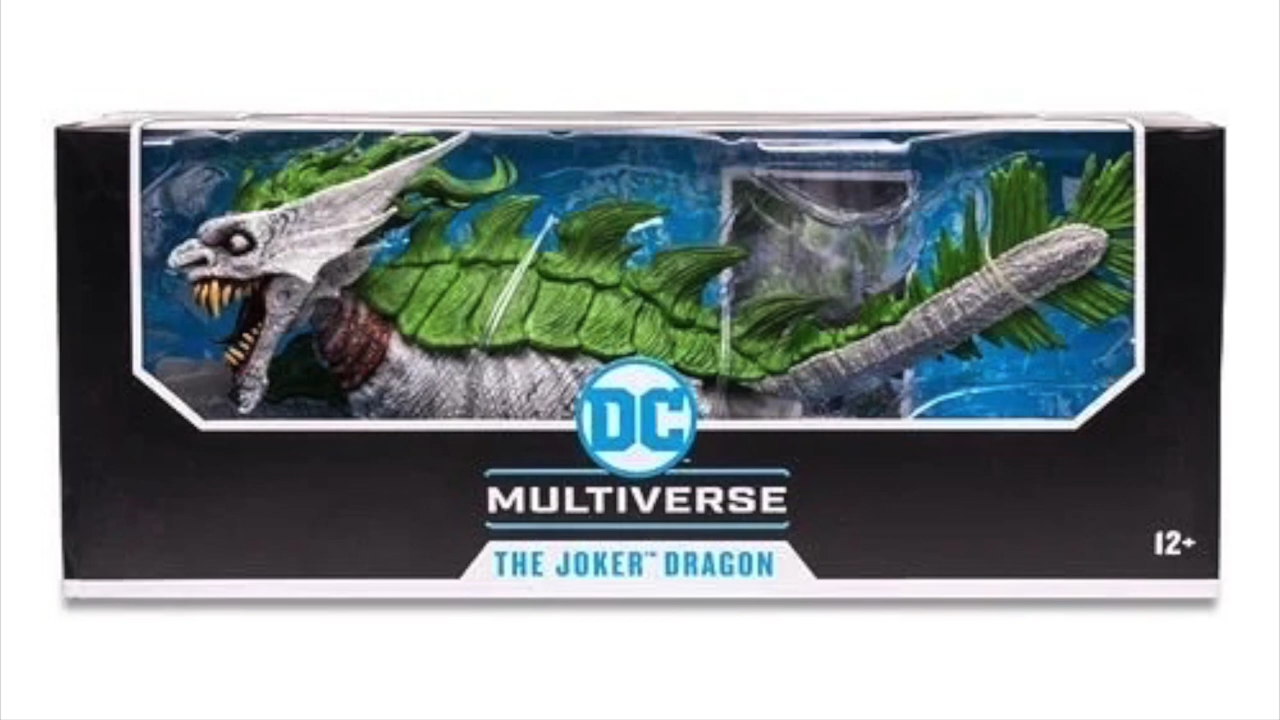 DC
MULTIVERSE
THE JOKER™ DRAGON
12+